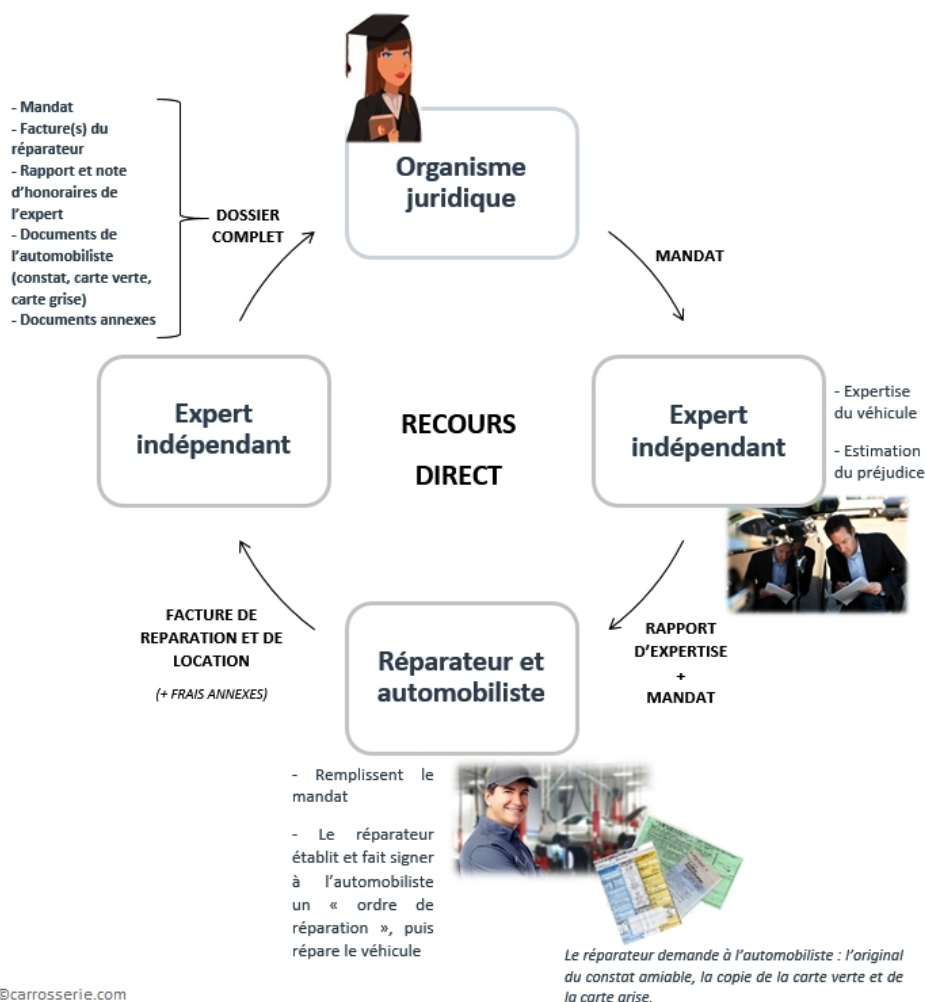 Organisme
juridique
- Mandat
- Facture(s) du
réparateur
- Rapport et note
d'honoraires de
l'expert
- Documents de
l'automobiliste
(constat, carte verte,
carte grise)
- Documents annexes
DOSSIER
COMPLET
MANDAT
Expert
indépendant
RECOURS
DIRECT
Expert
indépendant
- Expertise
du véhicule
- Estimation
du préjudice
FACTURE DE
REPARATION ET DE
LOCATION
(+ FRAIS ANNEXES)
Réparateur et
automobiliste
RAPPORT
D'EXPERTISE
+
MANDAT
- Remplissent le
mandat
- Le réparateur
établit et fait signer
à l'automobiliste
un « ordre de
réparation », puis
répare le véhicule
Le réparateur demande à l'automobiliste : l'original
du constat amiable, la copie de la carte verte et de
la carte grise.
©carrosserie.com